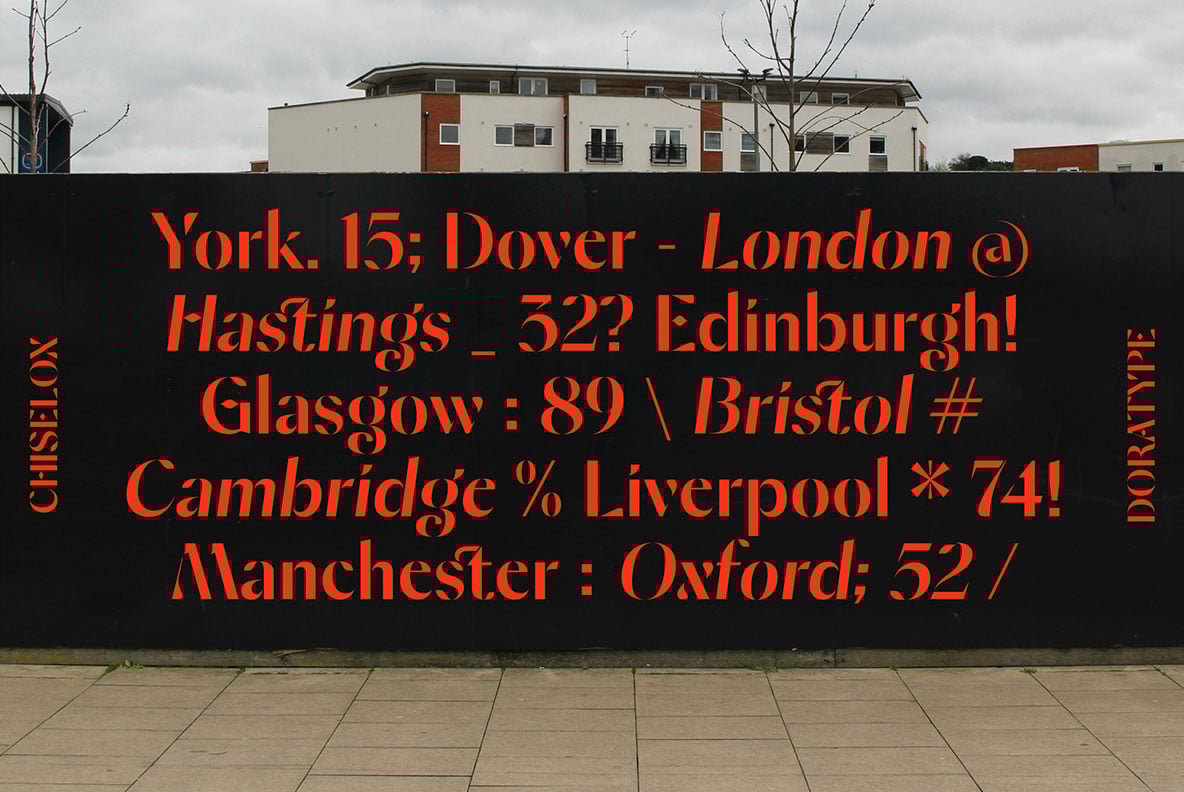 York. 15; Dover - London @
Hastings _ 32? Edinburgh!
Glasgow : 89 \ Bristol #
Cambridge % Liverpool * 74!
Manchester : Oxford; 52 /
CHISELOX
DORATYPE